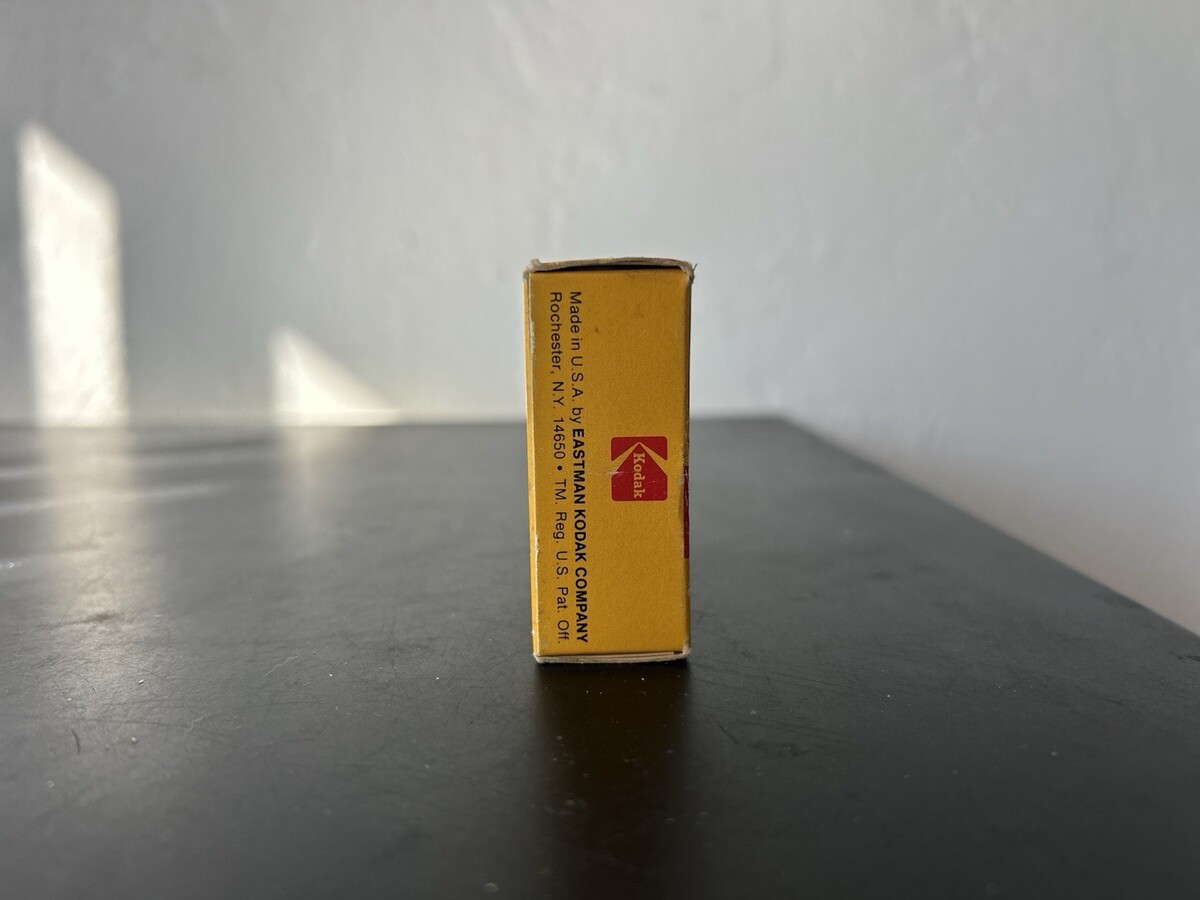 Made in U.S.A. by EASTMAN KODAK COMPANY
Rochester, N.Y. 14650 • TM. Reg. U.S. Pat. Off.
Kodak